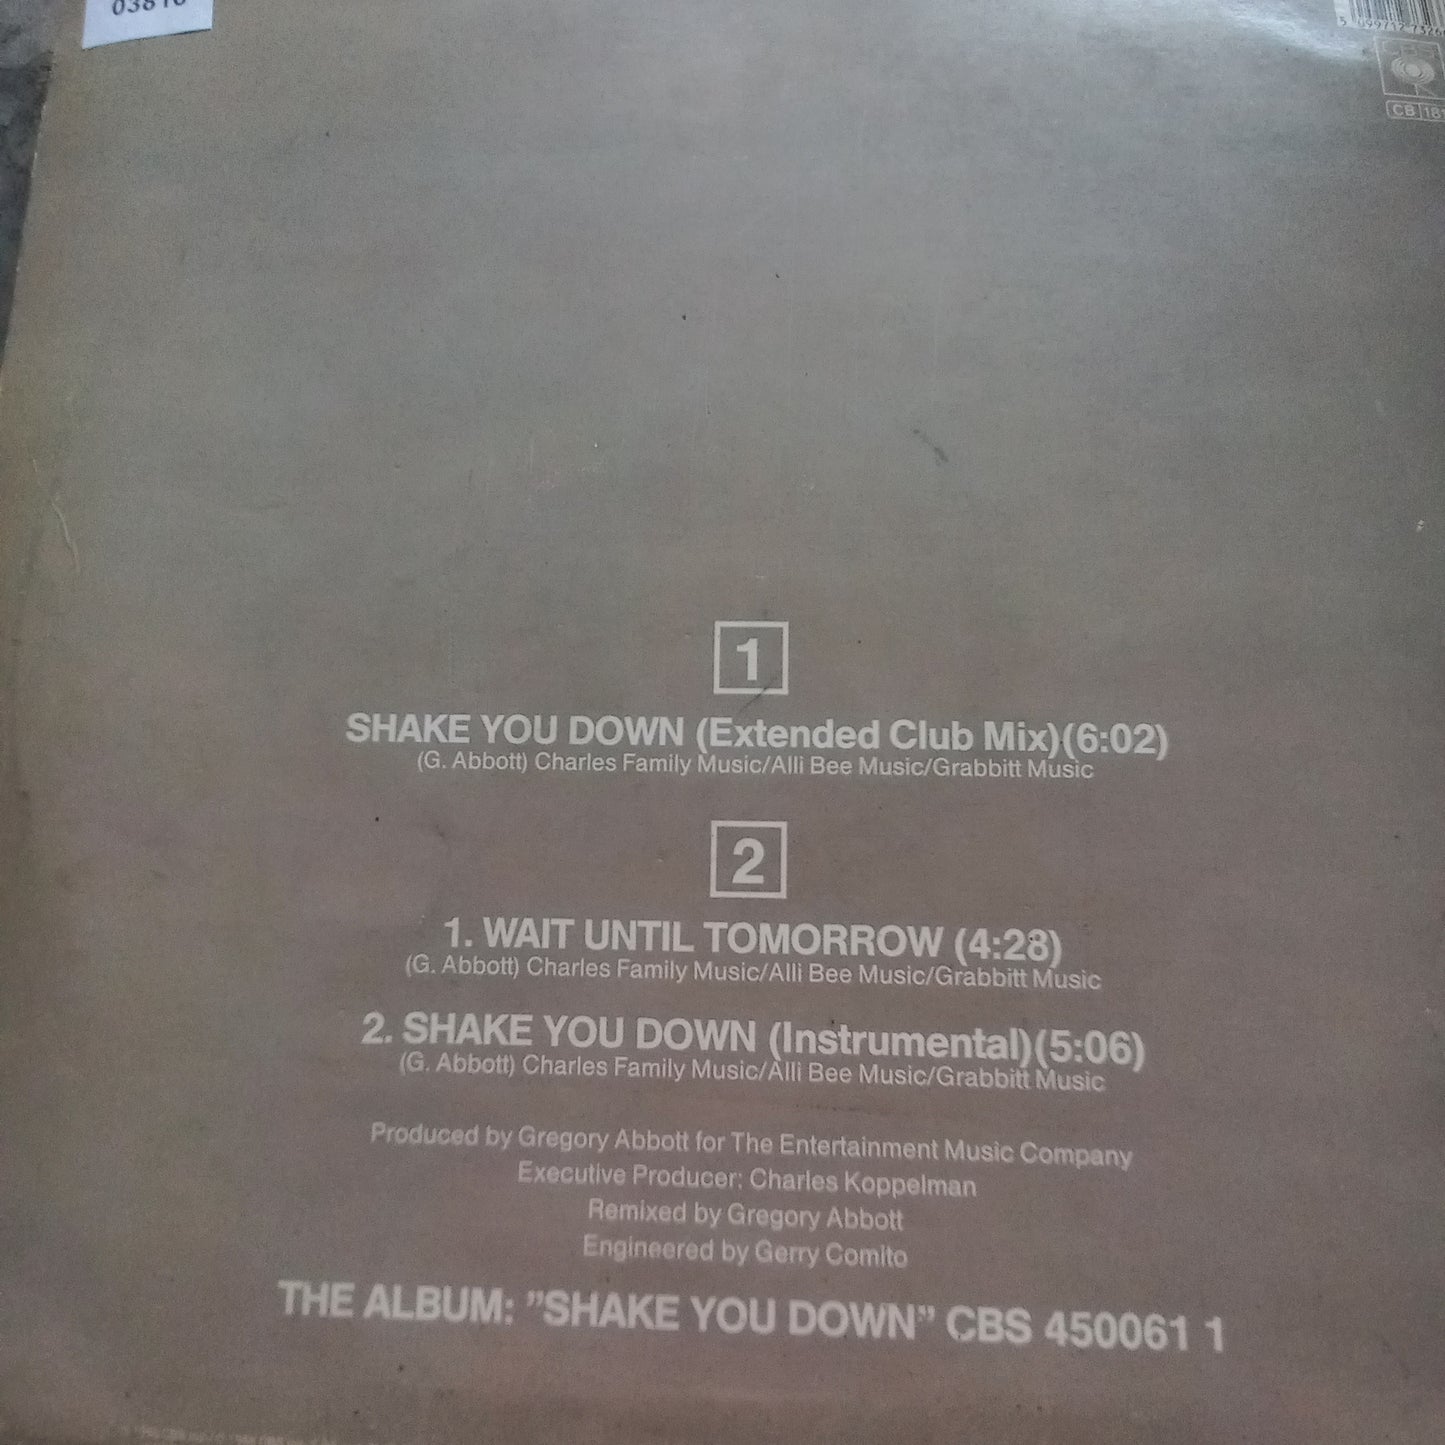 CBS
CB
1
SHAKE YOU DOWN (Extended Club Mix)(6:02)
(G. Abbott) Charles Family Music/Alli Bee Music/Grabbitt Music
2
1. WAIT UNTIL TOMORROW (4:28)
(G. Abbott) Charles Family Music/Alli Bee Music/Grabbitt Music
2. SHAKE YOU DOWN (Instrumental)(5:06)
(G. Abbott) Charles Family Music/Alli Bee Music/Grabbitt Music
Produced by Gregory Abbott for The Entertainment Music Company
Executive Producer: Charles Koppelman
Remixed by Gregory Abbott
Engineered by Gerry Comito
THE ALBUM: ”SHAKE YOU DOWN” CBS 450061 1